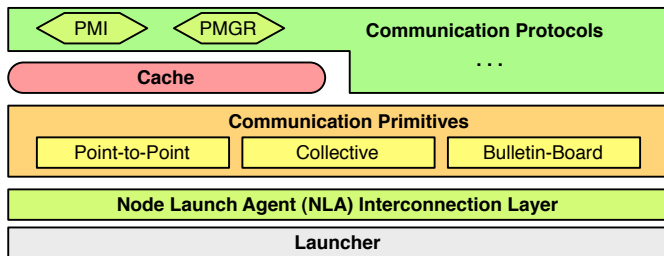 PMI
PMGR
Communication Protocols
. . .
Cache
Communication Primitives
Point-to-Point
Collective
Bulletin-Board
Node Launch Agent (NLA) Interconnection Layer
Launcher